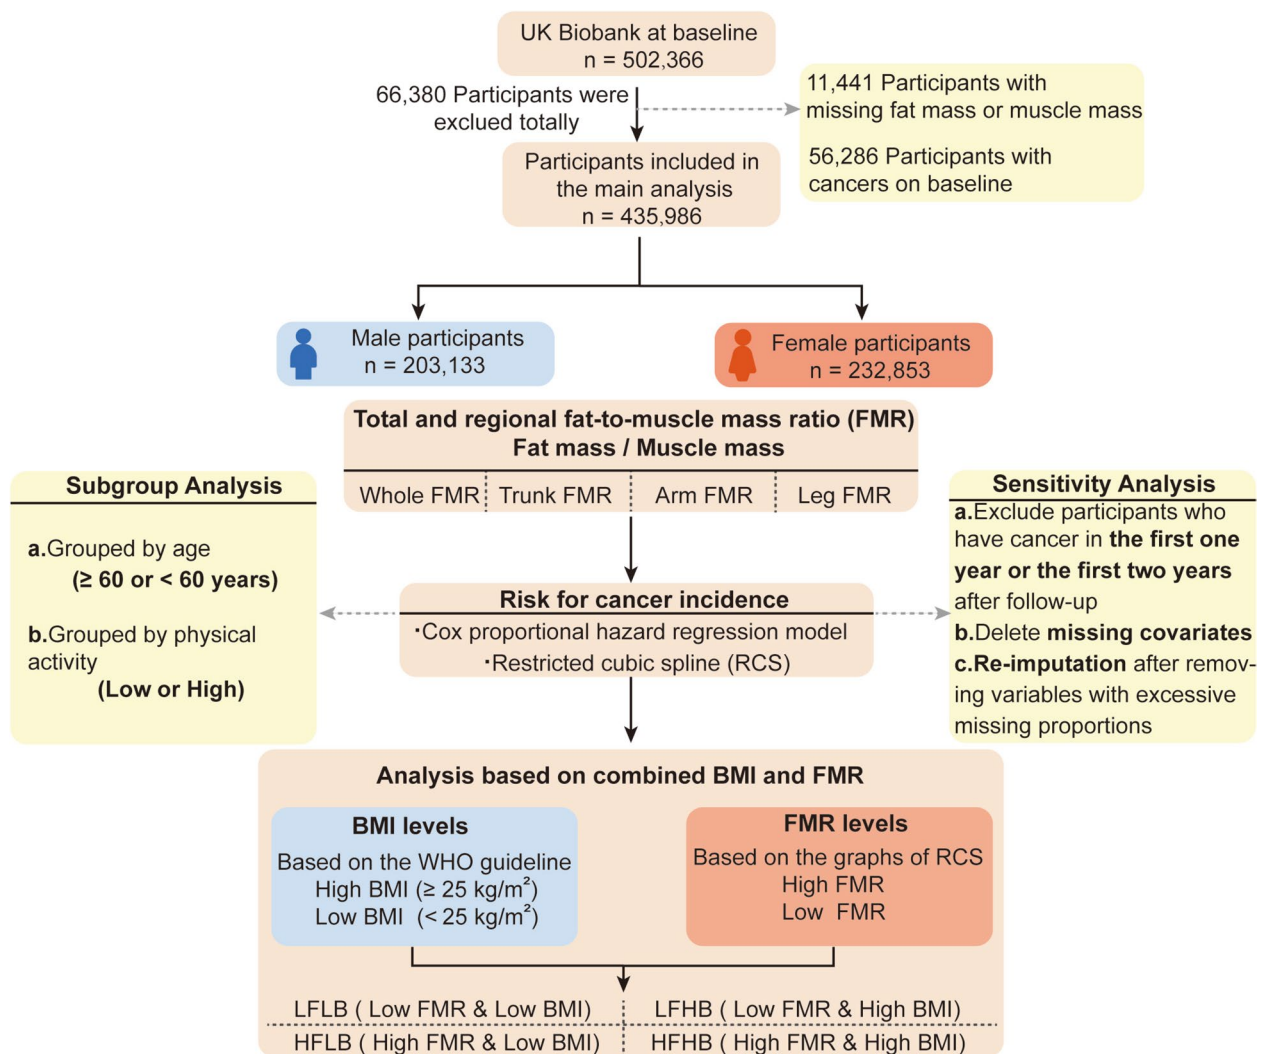 UK Biobank at baseline
n = 502,366
66,380 Participants were
exclued totally
11,441 Participants with
missing fat mass or muscle mass
56,286 Participants with
cancers on baseline
Participants included in
the main analysis
n = 435,986
Male participants
n = 203,133
Female participants
n = 232,853
Total and regional fat-to-muscle mass ratio (FMR)
Fat mass / Muscle mass
Whole FMR
Trunk FMR
Arm FMR
Leg FMR
Subgroup Analysis
a.Grouped by age
(≥ 60 or < 60 years)
b.Grouped by physical
activity
(Low or High)
Risk for cancer incidence
·Cox proportional hazard regression model
·Restricted cubic spline (RCS)
Sensitivity Analysis
a.Exclude participants who
have cancer in the first one
year or the first two years
after follow-up
b.Delete missing covariates
c.Re-imputation after remov-
ing variables with excessive
missing proportions
Analysis based on combined BMI and FMR
BMI levels
Based on the WHO guideline
High BMI (≥ 25 kg/m²)
Low BMI (< 25 kg/m²)
FMR levels
Based on the graphs of RCS
High FMR
Low FMR
LFLB ( Low FMR & Low BMI)
LFHB ( Low FMR & High BMI)
HFLB ( High FMR & Low BMI)
HFHB ( High FMR & High BMI)